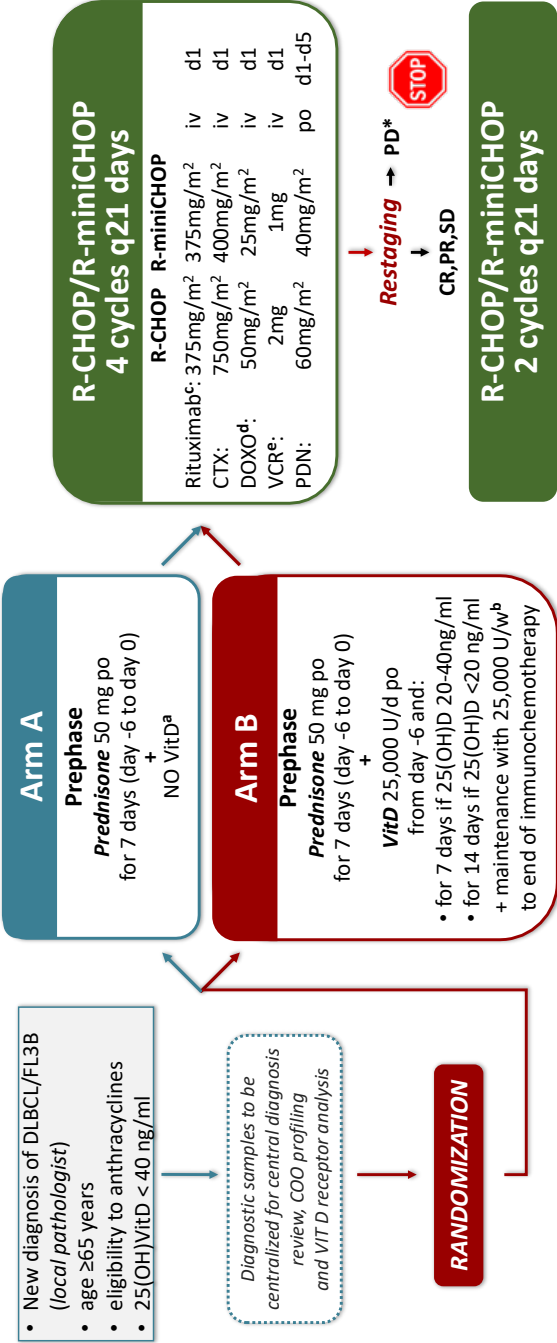 • New diagnosis of DLBCL/FL3B
(local pathologist)
• age ≥65 years
• eligibility to anthracyclines
• 25(OH)VitD < 40 ng/ml
Diagnostic samples to be
centralized for central diagnosis
review, COO profiling
and VIT D receptor analysis
RANDOMIZATION
Arm A
Prephase
Prednisone 50 mg po
for 7 days (day -6 to day 0)
+
NO VitDᵃ
Arm B
Prephase
Prednisone 50 mg po
for 7 days (day -6 to day 0)
+
VitD 25,000 U/d po
from day -6 and:
• for 7 days if 25(OH)D 20-40ng/ml
• for 14 days if 25(OH)D <20 ng/ml
+ maintenance with 25,000 U/wᵇ
to end of immunochemotherapy
R-CHOP/R-miniCHOP
4 cycles q21 days
R-CHOP R-miniCHOP
Rituximabᶜ: 375mg/m² 375mg/m² iv d1
CTX: 750mg/m² 400mg/m² iv d1
DOXOᵈ: 50mg/m² 25mg/m² iv d1
VCRᵉ: 2mg 1mg iv d1
PDN: 60mg/m² 40mg/m² po d1-d5
Restaging → PD*
STOP
CR,PR,SD
R-CHOP/R-miniCHOP
2 cycles q21 days